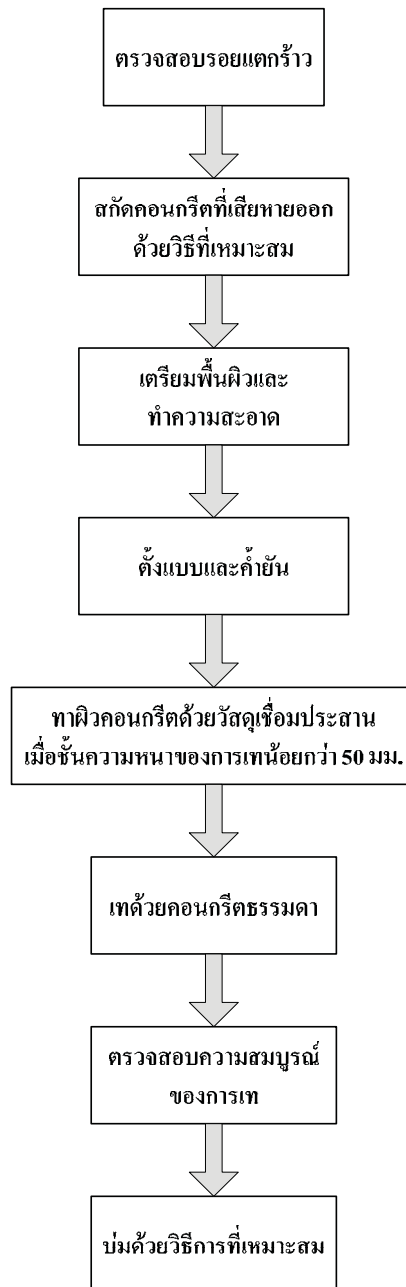 ตรวจสอบรอยแตกร้าว
สกัดคอนกรีตที่เสียหายออก
ด้วยวิธีที่เหมาะสม
เตรียมพื้นผิวและ
ทำความสะอาด
ตั้งแบบและค้ำยัน
ทาผิวคอนกรีตด้วยวัสดุเชื่อมประสาน
เมื่อชั้นความหนาของการเทน้อยกว่า 50 มม.
เทด้วยคอนกรีตธรรมดา
ตรวจสอบความสมบูรณ์
ของการเท
บ่มด้วยวิธีการที่เหมาะสม